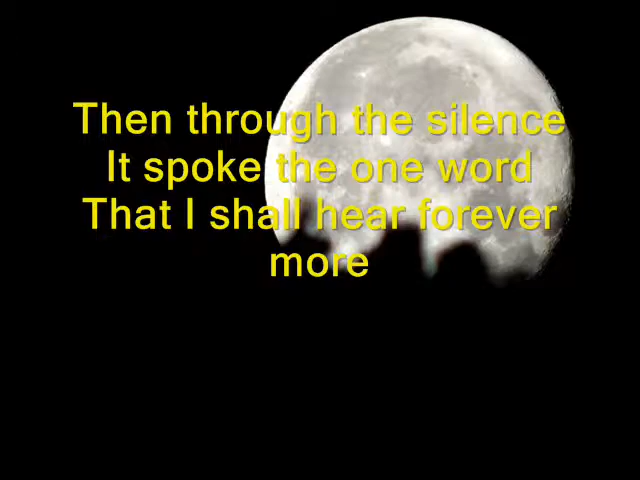 Then through the silence
It spoke the one word
That I shall hear forever
more